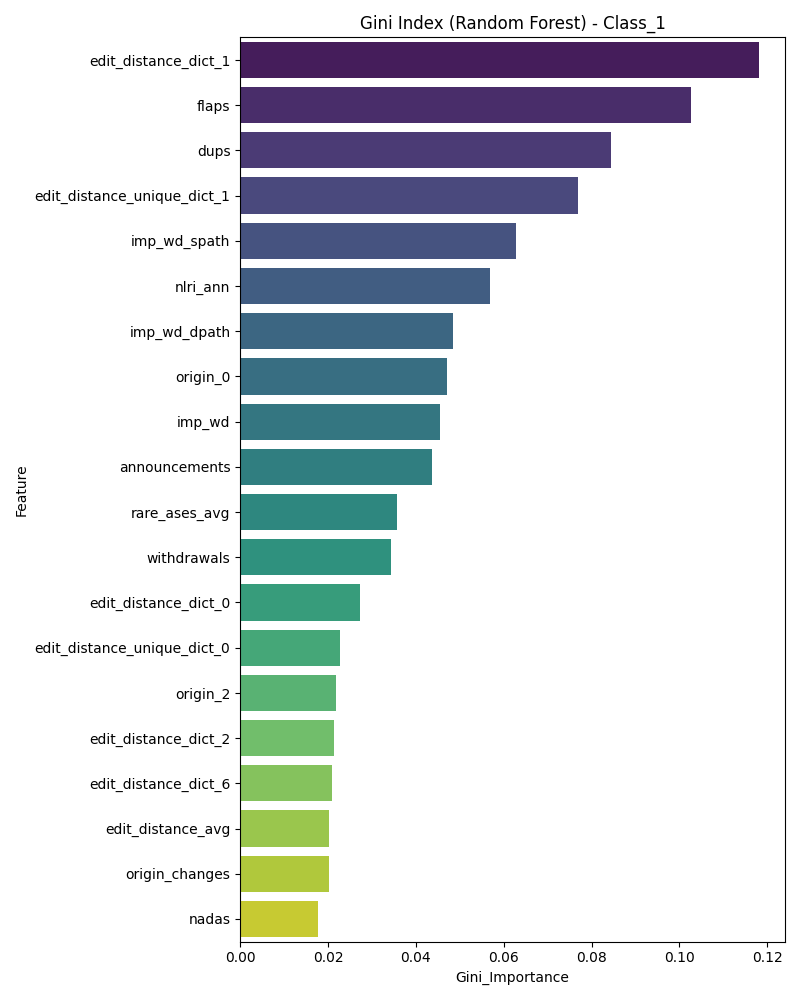 Gini Index (Random Forest) - Class_1
edit_distance_dict_1
flaps
dups
edit_distance_unique_dict_1
imp_wd_spath
nlri_ann
imp_wd_dpath
origin_0
imp_wd
announcements
rare_ases_avg
withdrawals
edit_distance_dict_0
edit_distance_unique_dict_0
origin_2
edit_distance_dict_2
edit_distance_dict_6
edit_distance_avg
origin_changes
nadas
Feature
0.00 0.02 0.04 0.06 0.08 0.10 0.12
Gini_Importance